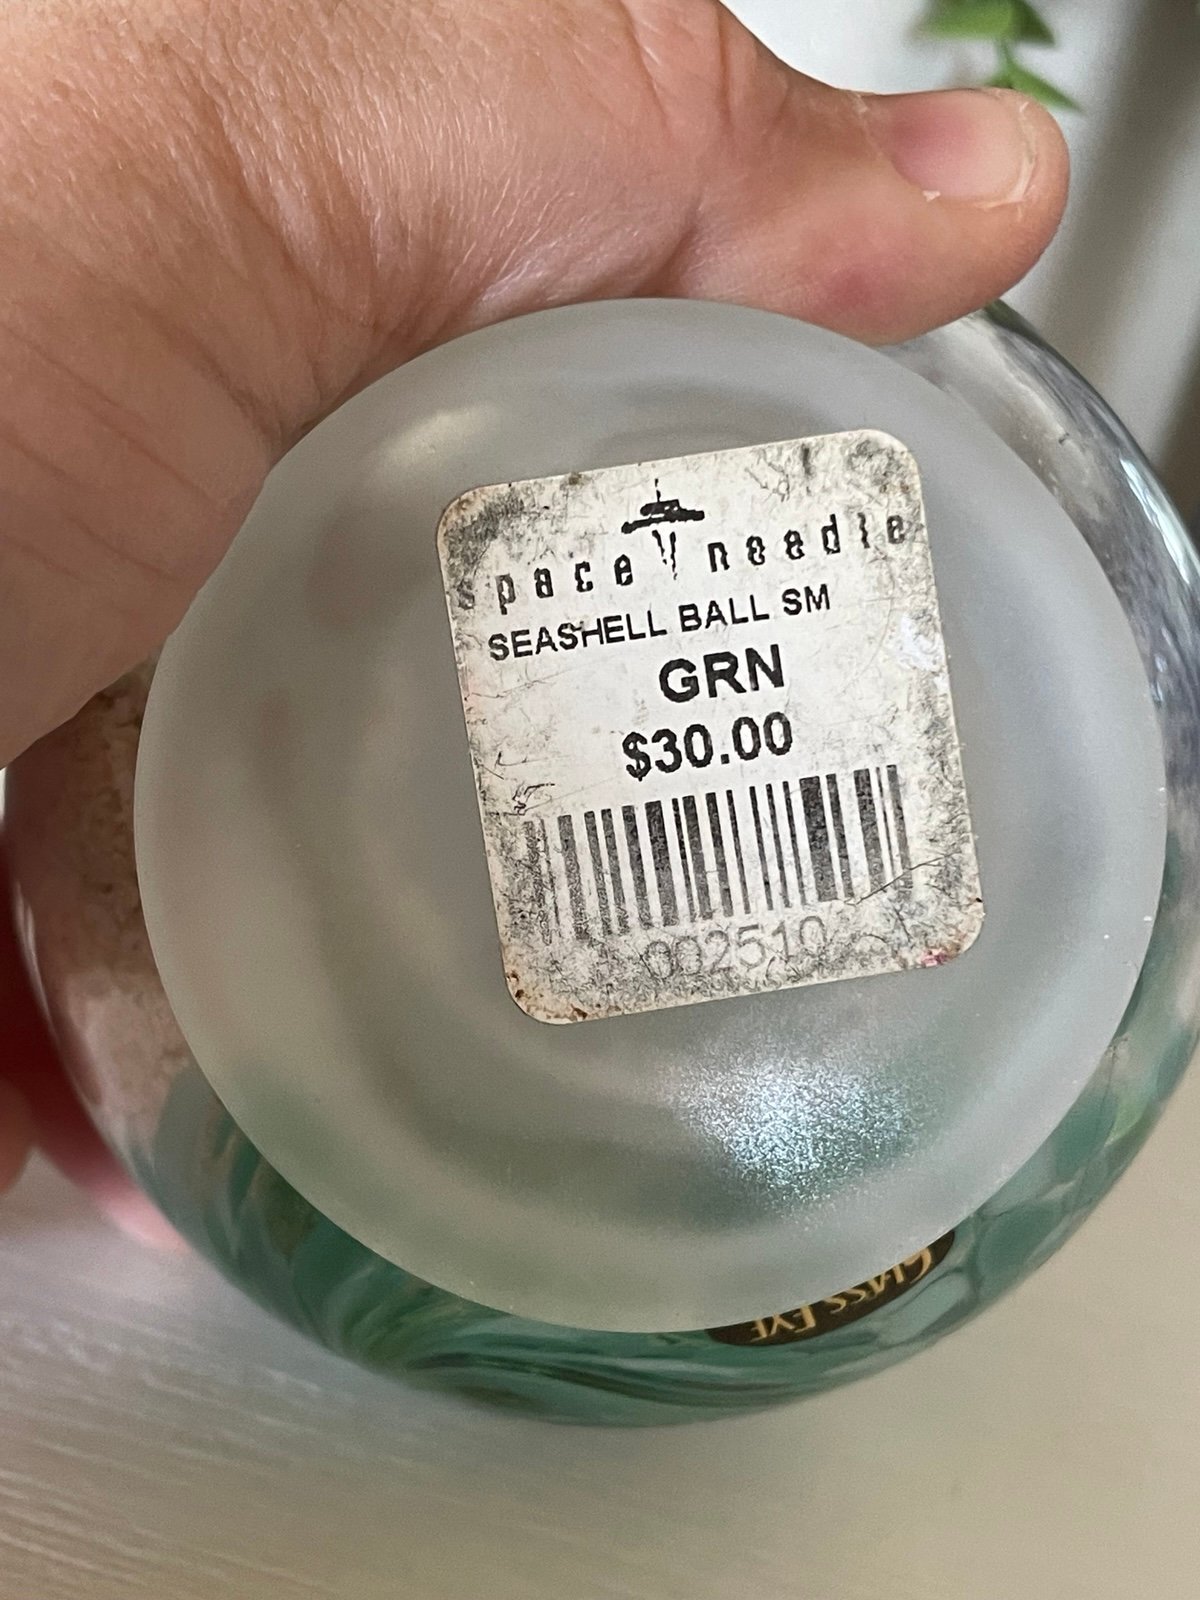 space needle
SEASHELL BALL SM
GRN
$30.00
002510
GLASS EYE